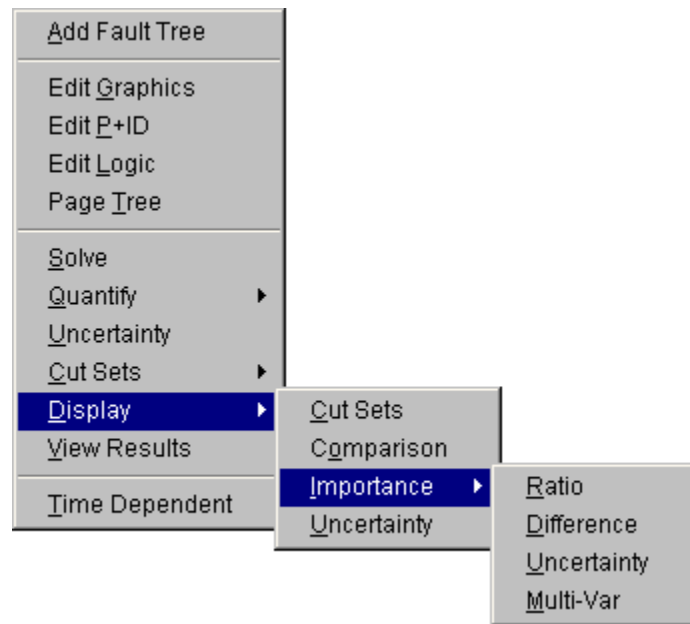 Add Fault Tree
Edit Graphics
Edit P+ID
Edit Logic
Page Tree
Solve
Quantify
Uncertainty
Cut Sets
Display
View Results
Time Dependent
Cut Sets
Comparison
Importance
Uncertainty
Ratio
Difference
Uncertainty
Multi-Var